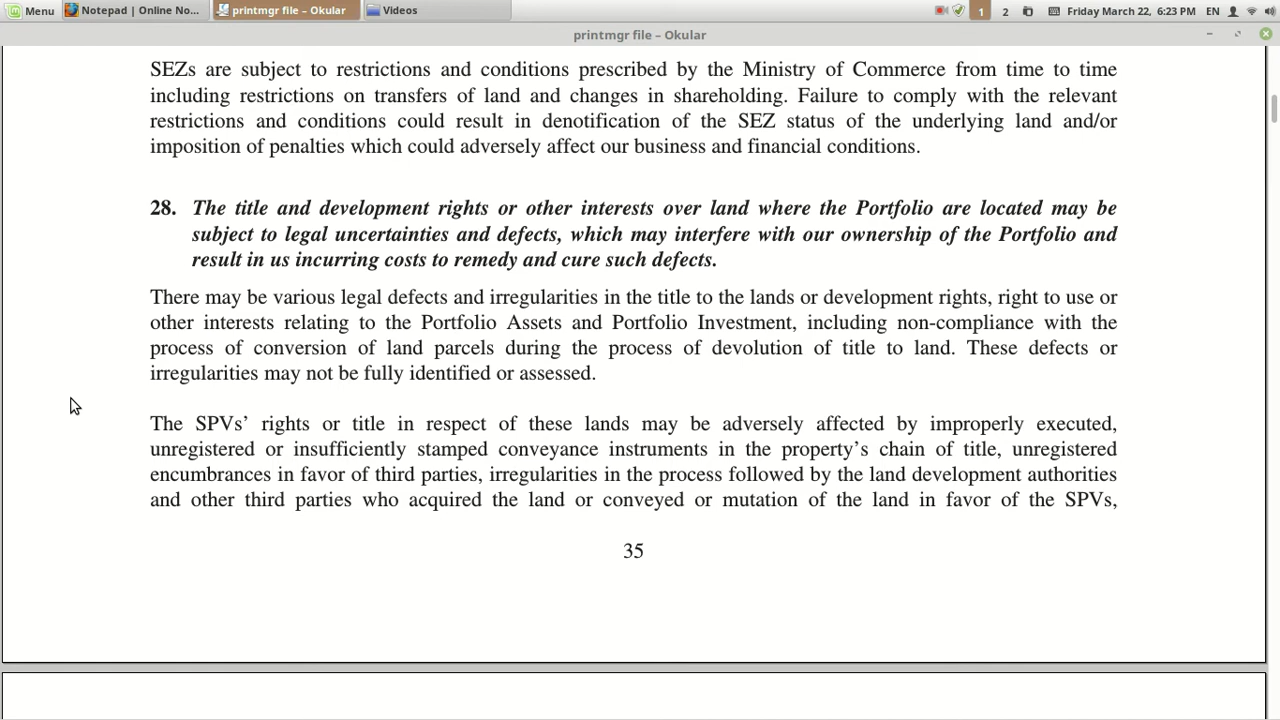 Menu
Notepad | Online No...
printmgr file – Okular
Videos
1
2
Friday March 22, 6:23 PM
EN
printmgr file – Okular
SEZs are subject to restrictions and conditions prescribed by the Ministry of Commerce from time to time
including restrictions on transfers of land and changes in shareholding. Failure to comply with the relevant
restrictions and conditions could result in denotification of the SEZ status of the underlying land and/or
imposition of penalties which could adversely affect our business and financial conditions.
28. The title and development rights or other interests over land where the Portfolio are located may be
subject to legal uncertainties and defects, which may interfere with our ownership of the Portfolio and
result in us incurring costs to remedy and cure such defects.
There may be various legal defects and irregularities in the title to the lands or development rights, right to use or
other interests relating to the Portfolio Assets and Portfolio Investment, including non-compliance with the
process of conversion of land parcels during the process of devolution of title to land. These defects or
irregularities may not be fully identified or assessed.
The SPVs’ rights or title in respect of these lands may be adversely affected by improperly executed,
unregistered or insufficiently stamped conveyance instruments in the property’s chain of title, unregistered
encumbrances in favor of third parties, irregularities in the process followed by the land development authorities
and other third parties who acquired the land or conveyed or mutation of the land in favor of the SPVs,
35